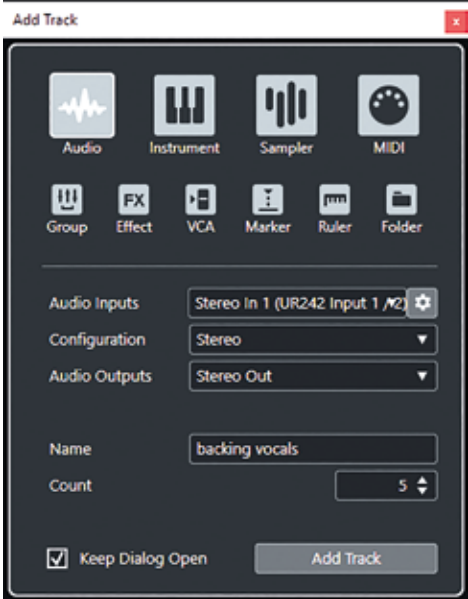 Add Track
x
Audio Instrument Sampler MIDI
FX
Group Effect VCA Marker Ruler Folder
Audio Inputs Stereo In 1 (UR242 Input 1 / 2)
Configuration Stereo
Audio Outputs Stereo Out
Name backing vocals
Count 5
Keep Dialog Open Add Track